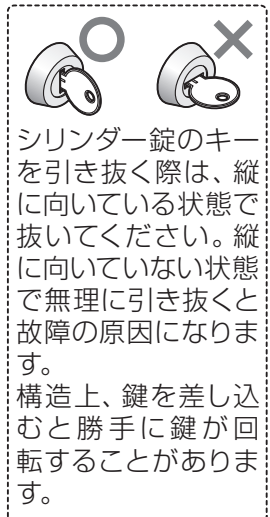 シリンダー錠のキー
を引き抜く際は、縦
に向いている状態で
抜いてください。縦
に向いていない状態
で無理に引き抜くと
故障の原因になりま
す。
構造上、鍵を差し込
むと勝手に鍵が回
転することがありま
す。